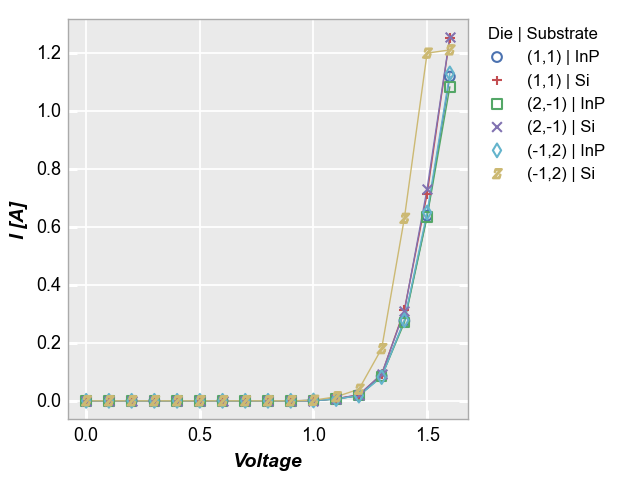 Die | Substrate
(1,1) | InP
(1,1) | Si
(2,-1) | InP
(2,-1) | Si
(-1,2) | InP
(-1,2) | Si
I [A]
1.2
1.0
0.8
0.6
0.4
0.2
0.0
0.0 0.5 1.0 1.5
Voltage